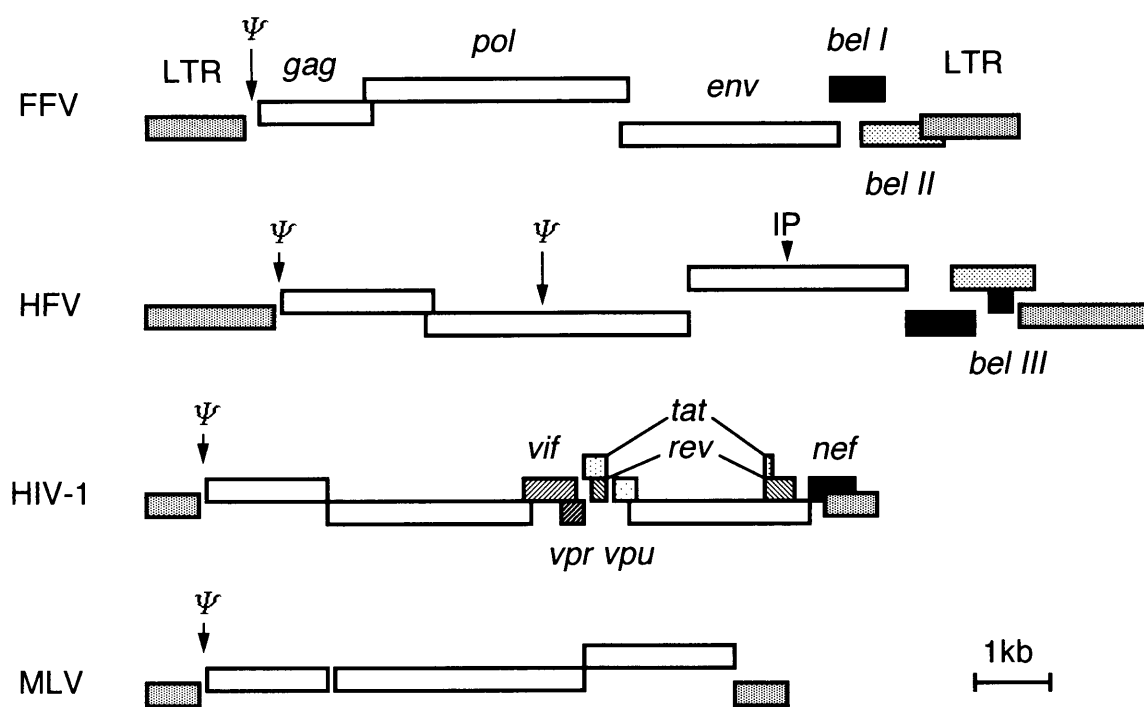 Ψ
LTR gag pol bel I LTR
FFV env
bel II
Ψ Ψ IP
HFV
bel III
Ψ tat
vif rev nef
HIV-1
vpr vpu
Ψ
MLV 1kb